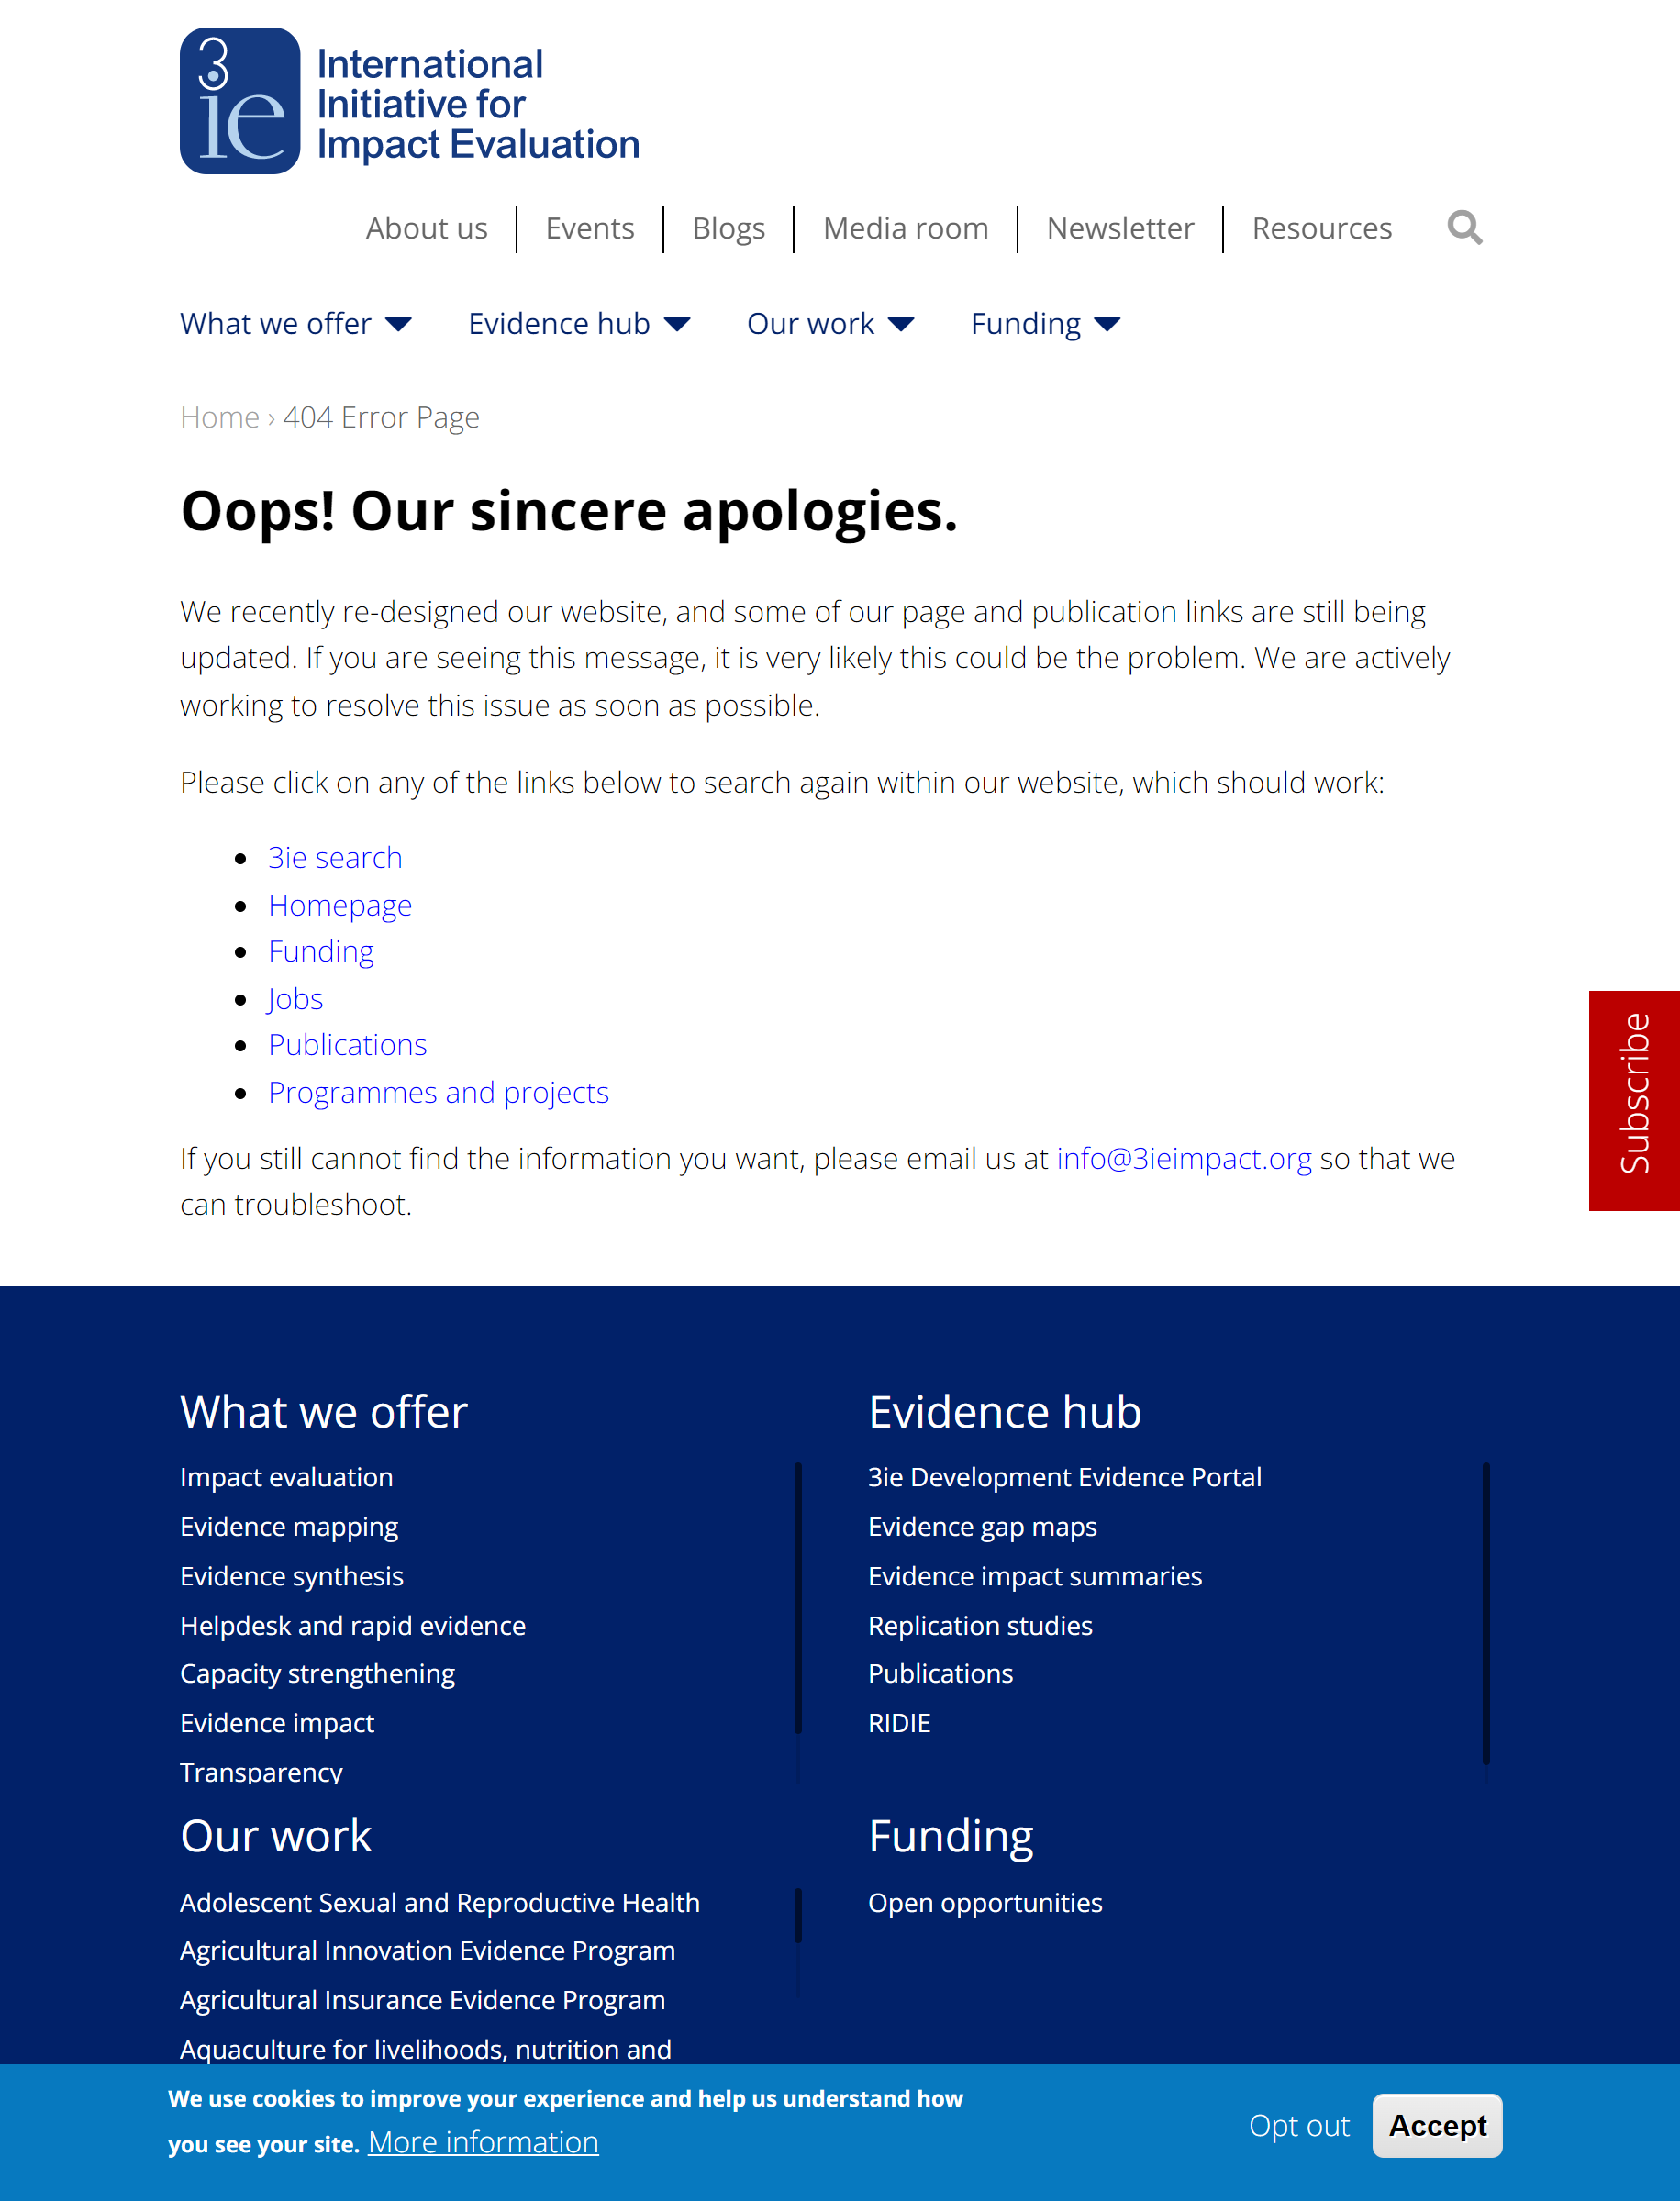 3ie
International
Initiative for
Impact Evaluation
About us
Events
Blogs
Media room
Newsletter
Resources
What we offer
Evidence hub
Our work
Funding
Home › 404 Error Page
Oops! Our sincere apologies.
We recently re-designed our website, and some of our page and publication links are still being
updated. If you are seeing this message, it is very likely this could be the problem. We are actively
working to resolve this issue as soon as possible.
Please click on any of the links below to search again within our website, which should work:
3ie search
Homepage
Funding
Jobs
Publications
Programmes and projects
Subscribe
If you still cannot find the information you want, please email us at info@3ieimpact.org so that we
can troubleshoot.
What we offer
Impact evaluation
Evidence mapping
Evidence synthesis
Helpdesk and rapid evidence
Capacity strengthening
Evidence impact
Transparency
Evidence hub
3ie Development Evidence Portal
Evidence gap maps
Evidence impact summaries
Replication studies
Publications
RIDIE
Our work
Adolescent Sexual and Reproductive Health
Agricultural Innovation Evidence Program
Agricultural Insurance Evidence Program
Aquaculture for livelihoods, nutrition and
Funding
Open opportunities
We use cookies to improve your experience and help us understand how
you see your site. More information
Opt out
Accept